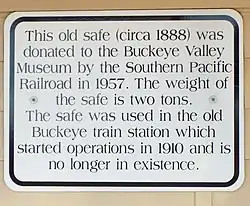 This old safe (circa 1888) was
donated to the Buckeye Valley
Museum by the Southern Pacific
Railroad in 1957. The weight of
the safe is two tons.
The safe was used in the old
Buckeye train station which
started operations in 1910 and is
no longer in existence.